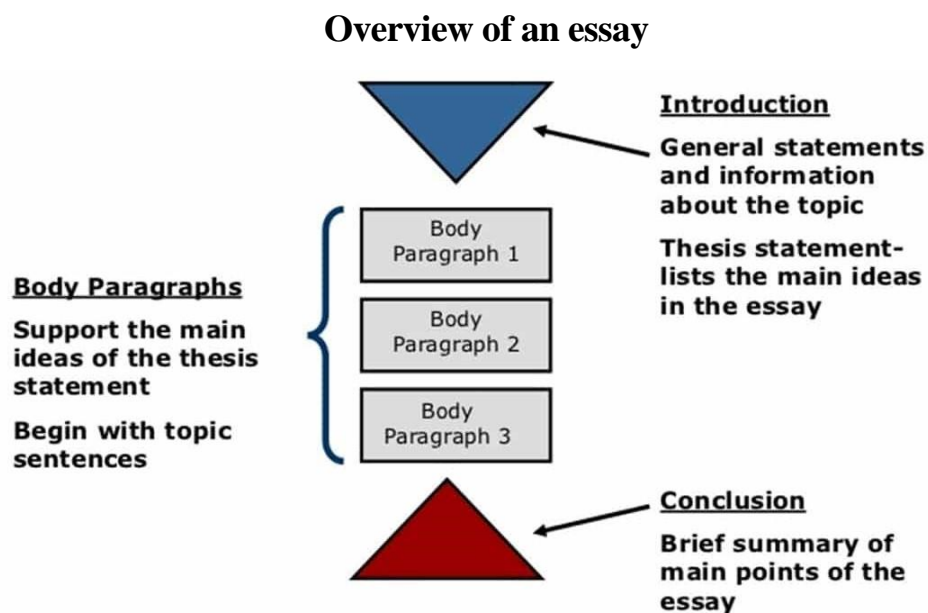 Overview of an essay
Introduction
General statements
and information
about the topic
Thesis statement-
lists the main ideas
in the essay
Body
Paragraph 1
Body
Paragraph 2
Body
Paragraph 3
Body Paragraphs
Support the main
ideas of the thesis
statement
Begin with topic
sentences
Conclusion
Brief summary of
main points of the
essay